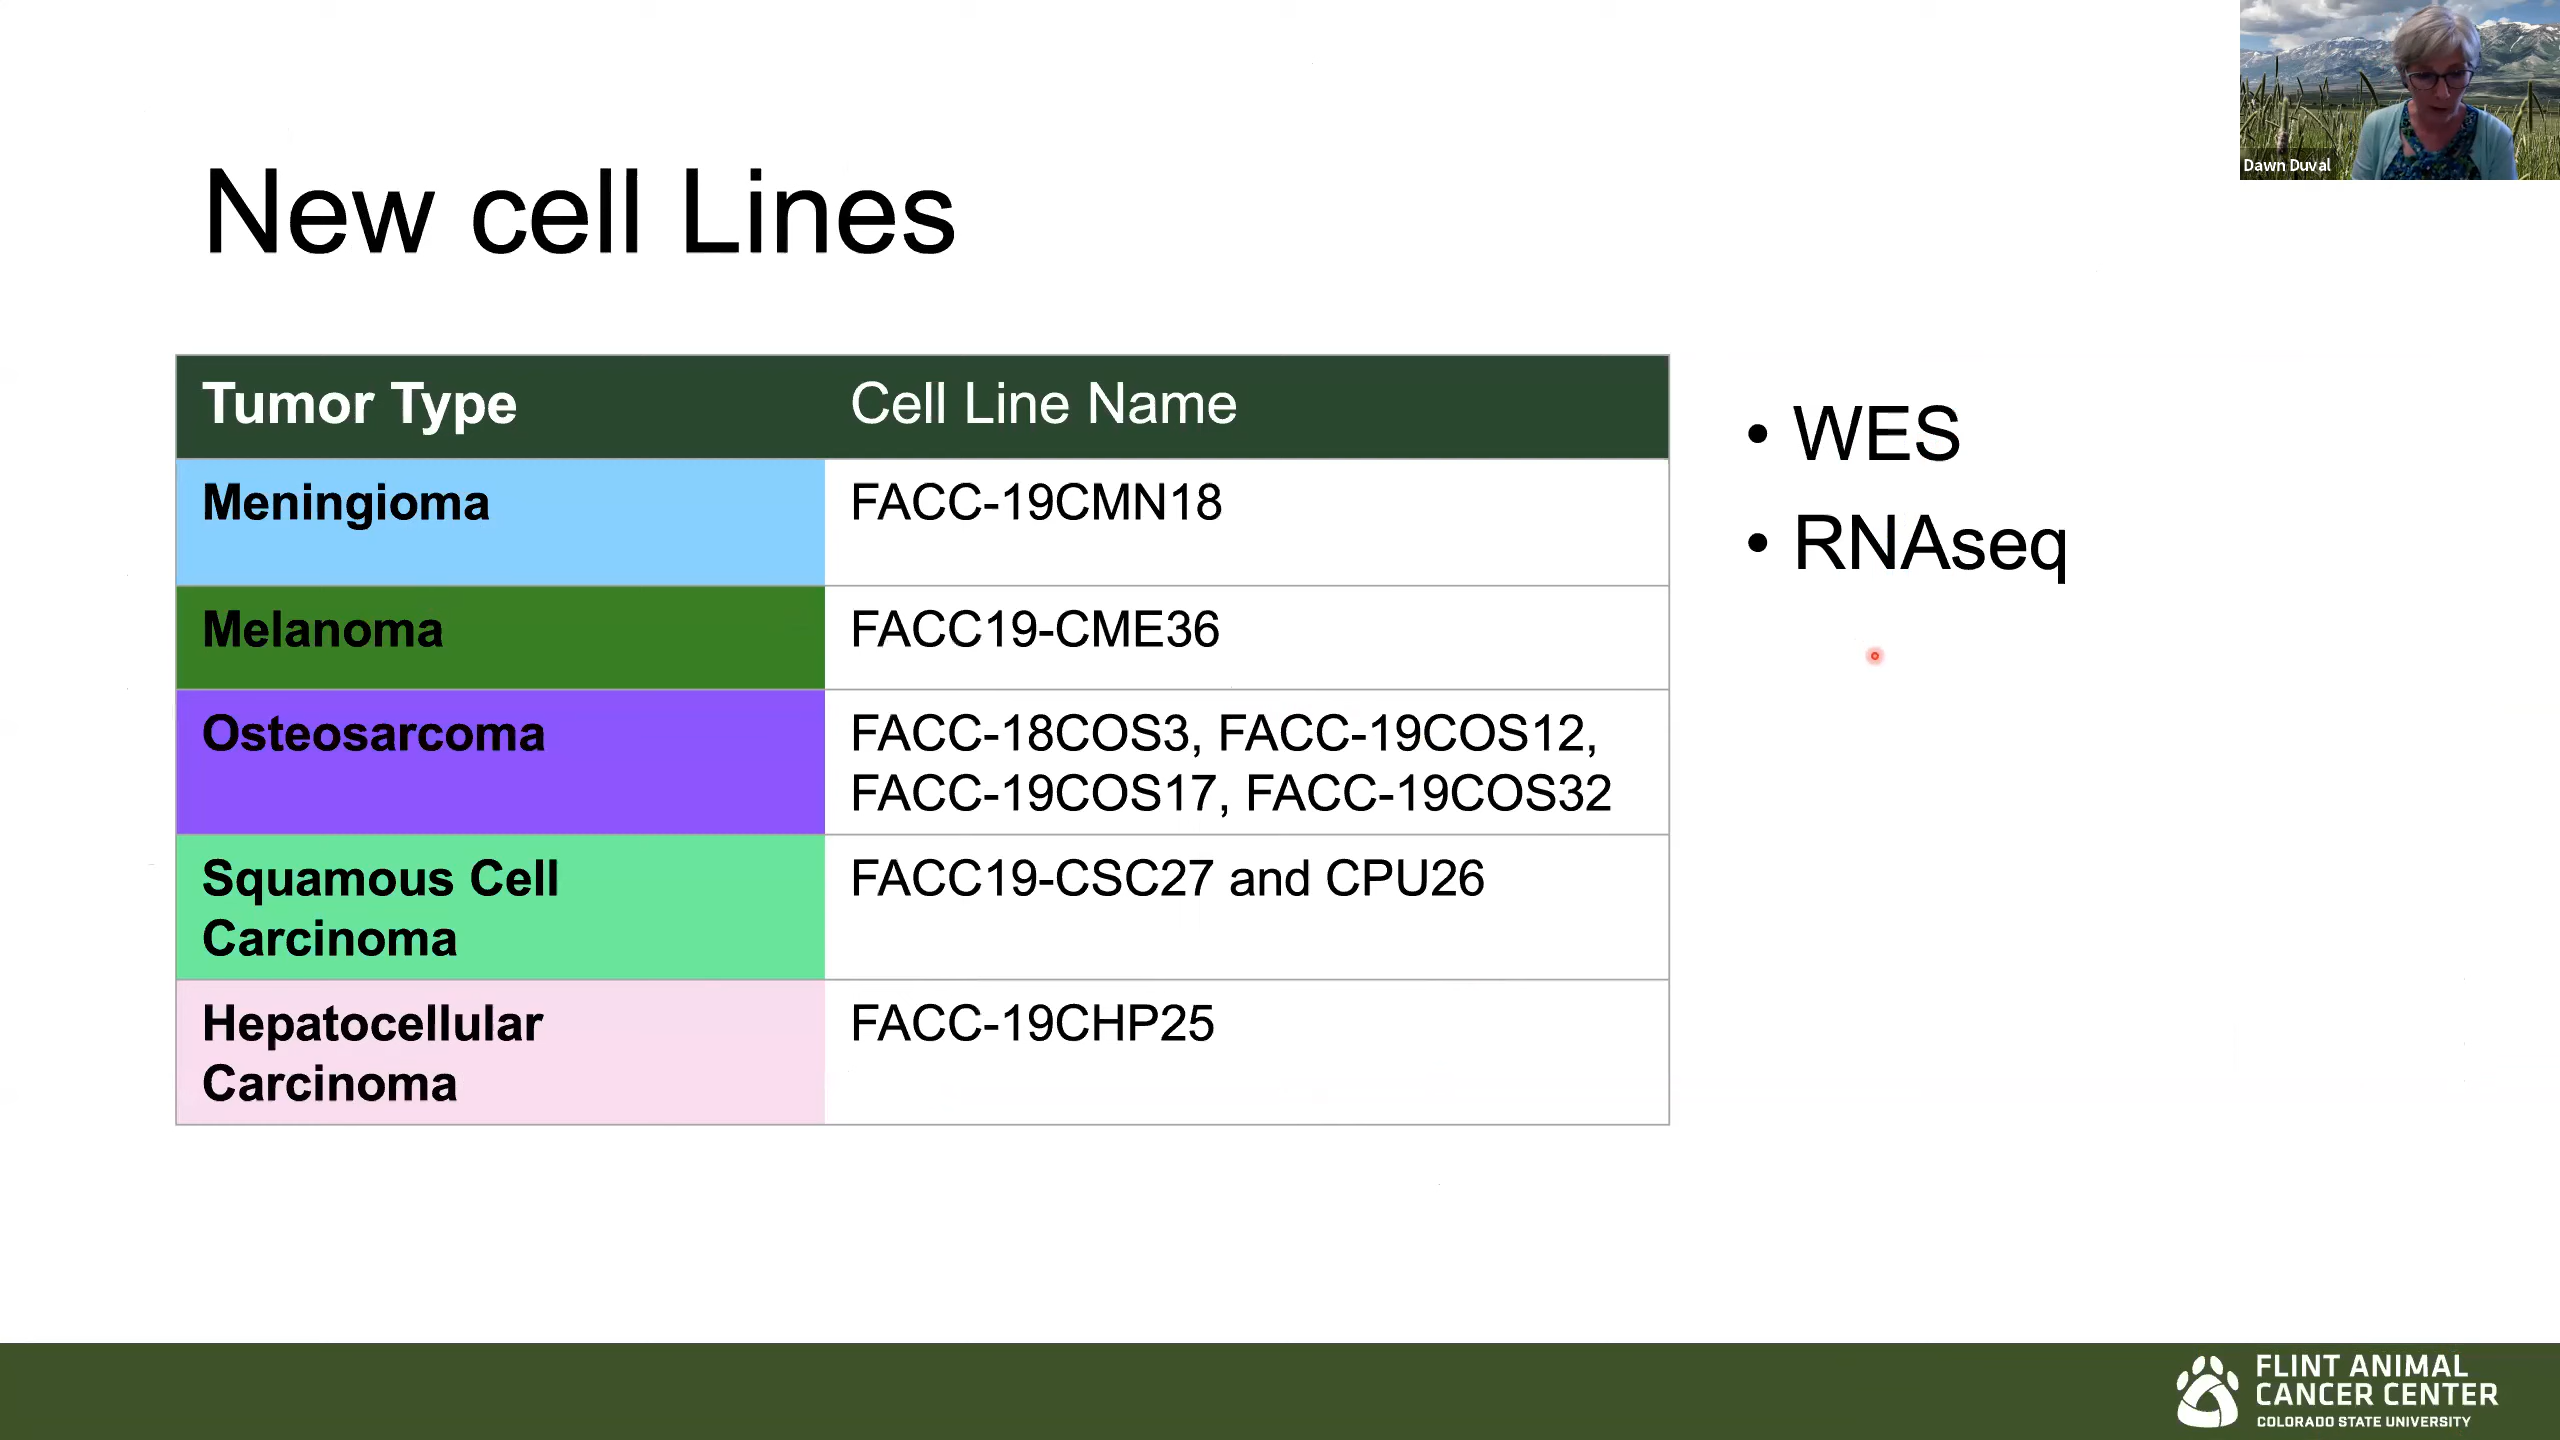 Dawn Duval
New cell Lines
Tumor Type
Cell Line Name
Meningioma
FACC-19CMN18
Melanoma
FACC19-CME36
Osteosarcoma
FACC-18COS3, FACC-19COS12,
FACC-19COS17, FACC-19COS32
Squamous Cell
Carcinoma
FACC19-CSC27 and CPU26
Hepatocellular
Carcinoma
FACC-19CHP25
• WES
• RNAseq
FLINT ANIMAL
CANCER CENTER
COLORADO STATE UNIVERSITY